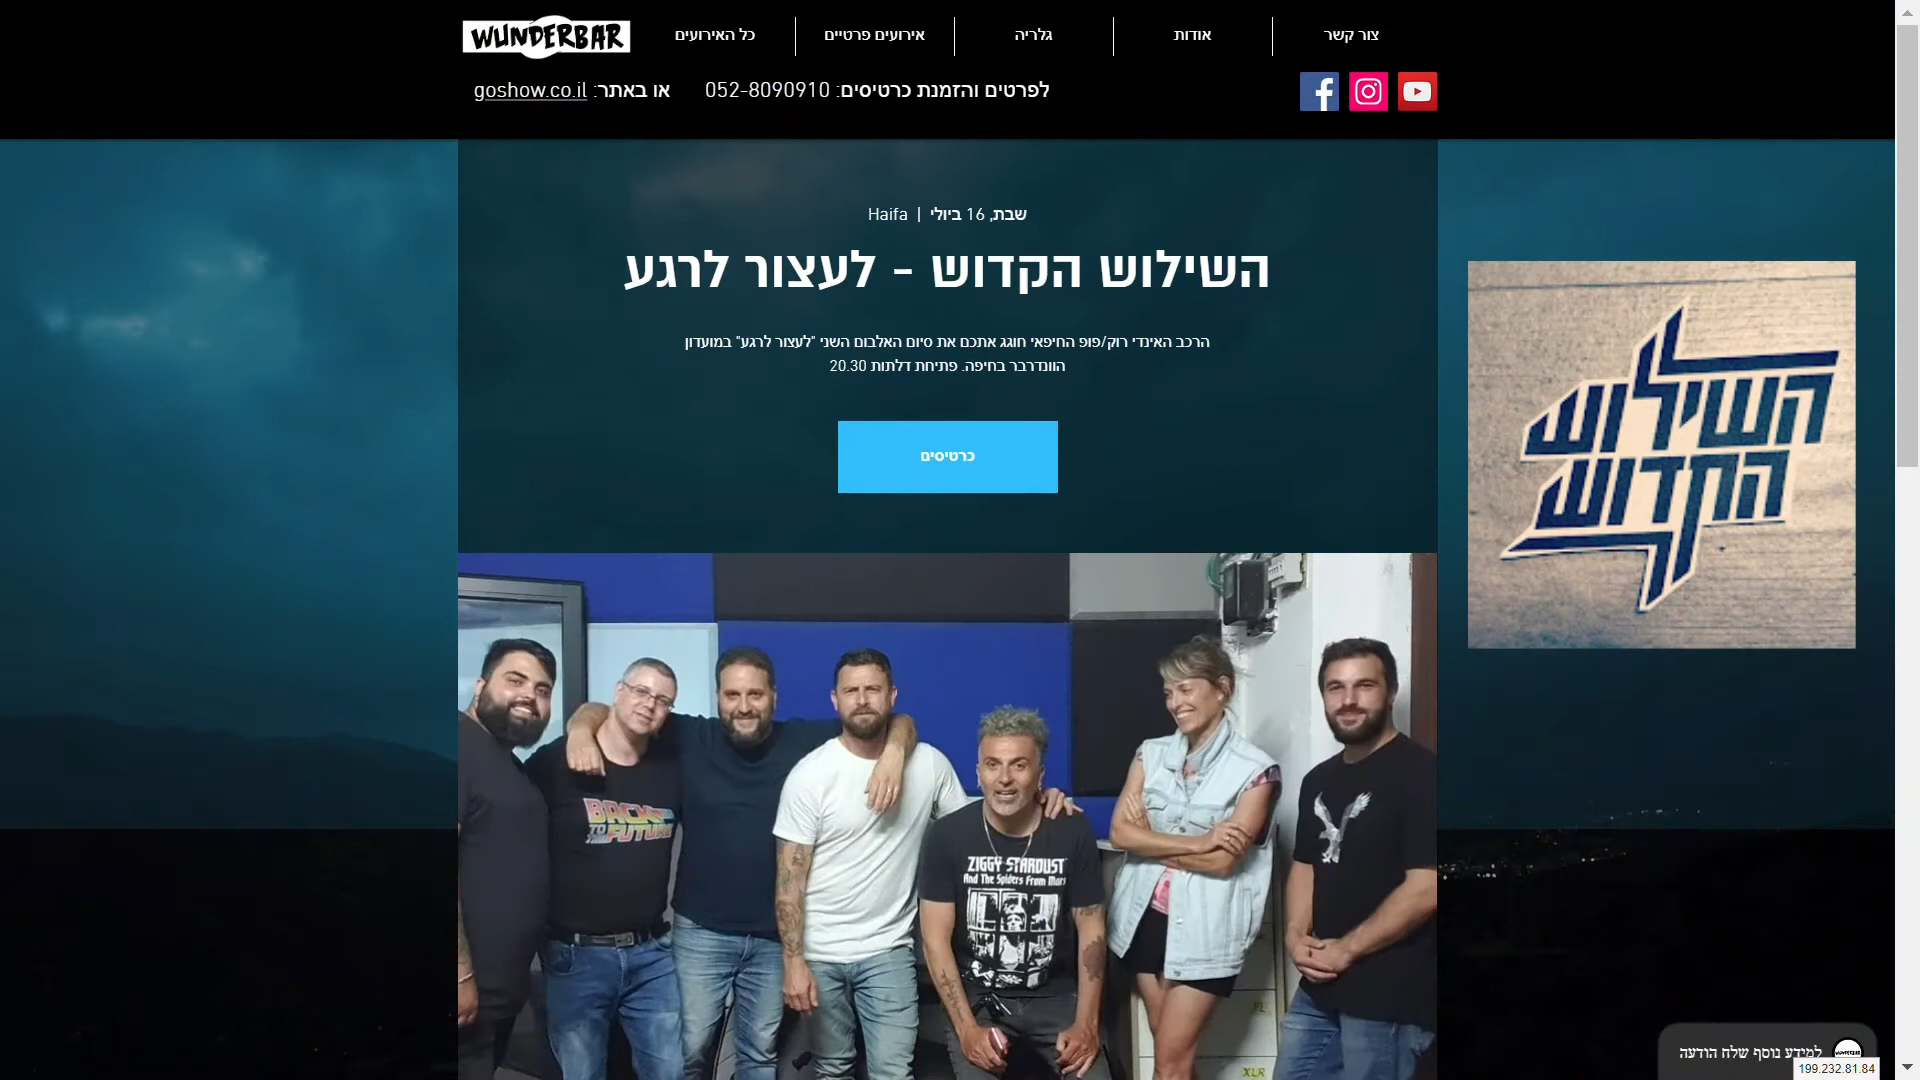 WUNDERBAR
כל האירועים
אירועים פרטיים
גלריה
אודות
צור קשר
לפרטים והזמנת כרטיסים: 052-8090910
או באתר: goshow.co.il
שבת, 16 ביולי | Haifa
השילוש הקדוש - לעצור לרגע
הרכב האינדי רוק/פופ החיפאי חוגג אתכם את סיום האלבום השני "לעצור לרגע" במועדון
הוונדרבר בחיפה. פתיחת דלתות 20.30
כרטיסים
השילוש
הקדוש
BACK
TO THE
FUTURE
ZIGGY STARDUST
And The Spiders From Mars
XLR
למידע נוסף שלח הודעה
WUNDERBAR
199.232.81.84